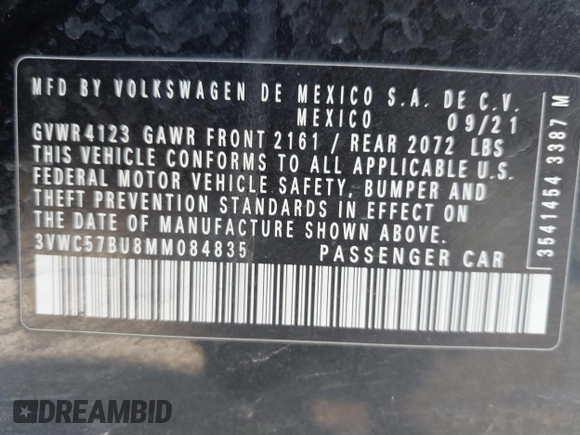 MFD BY VOLKSWAGEN DE MEXICO S.A. DE C.V.
MEXICO 09/21
GVWR 4123 GAWR FRONT 2161 / REAR 2072 LBS
THIS VEHICLE CONFORMS TO ALL APPLICABLE U.S.
FEDERAL MOTOR VEHICLE SAFETY, BUMPER AND
THEFT PREVENTION STANDARDS IN EFFECT ON
THE DATE OF MANUFACTURE SHOWN ABOVE.
3VWC57BU8MM084835 PASSENGER CAR
3541454 3387 M
DREAMBID